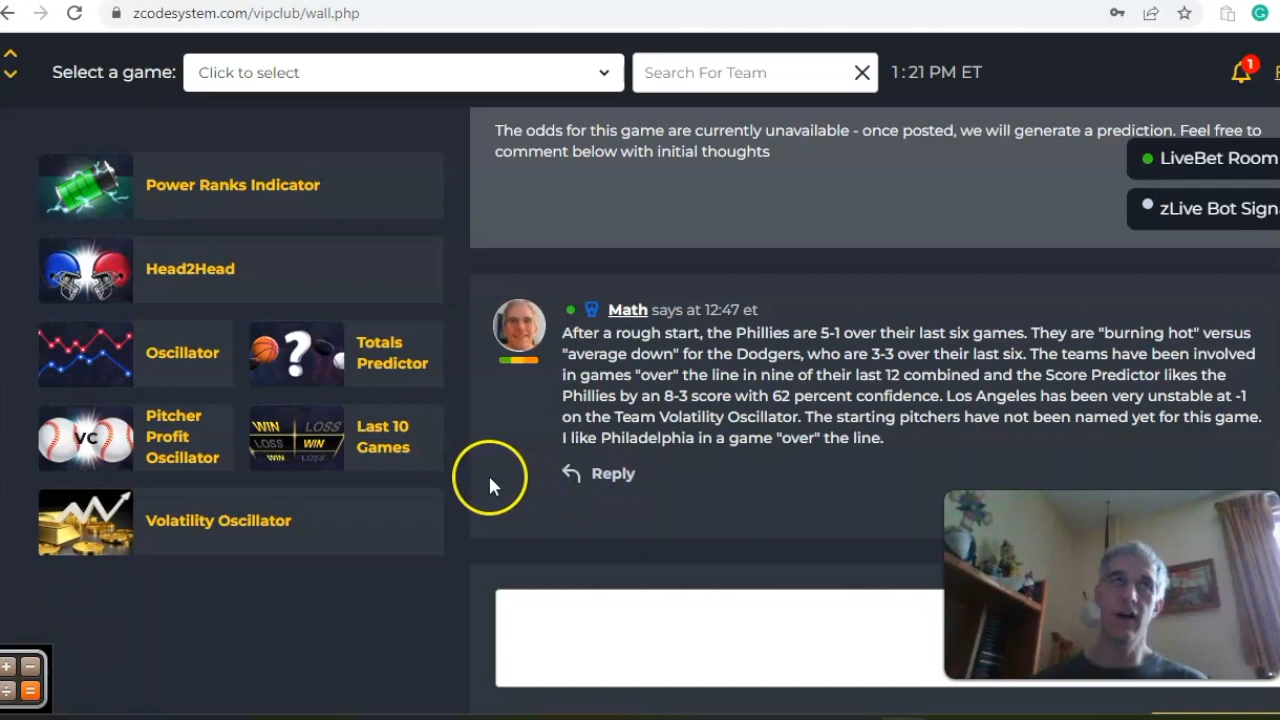 zcodesystem.com/vipclub/wall.php
Select a game:
Click to select
Search For Team
1:21 PM ET
1
The odds for this game are currently unavailable - once posted, we will generate a prediction. Feel free to
comment below with initial thoughts
LiveBet Room
zLive Bot Sign
Power Ranks Indicator
Head2Head
Oscillator
Totals
Predictor
VC
Pitcher
Profit
Oscillator
WIN LOSS
LOSS WIN
WIN LOSS
Last 10
Games
Volatility Oscillator
Math says at 12:47 et
After a rough start, the Phillies are 5-1 over their last six games. They are "burning hot" versus
"average down" for the Dodgers, who are 3-3 over their last six. The teams have been involved
in games "over" the line in nine of their last 12 combined and the Score Predictor likes the
Phillies by an 8-3 score with 62 percent confidence. Los Angeles has been very unstable at -1
on the Team Volatility Oscillator. The starting pitchers have not been named yet for this game.
I like Philadelphia in a game "over" the line.
Reply